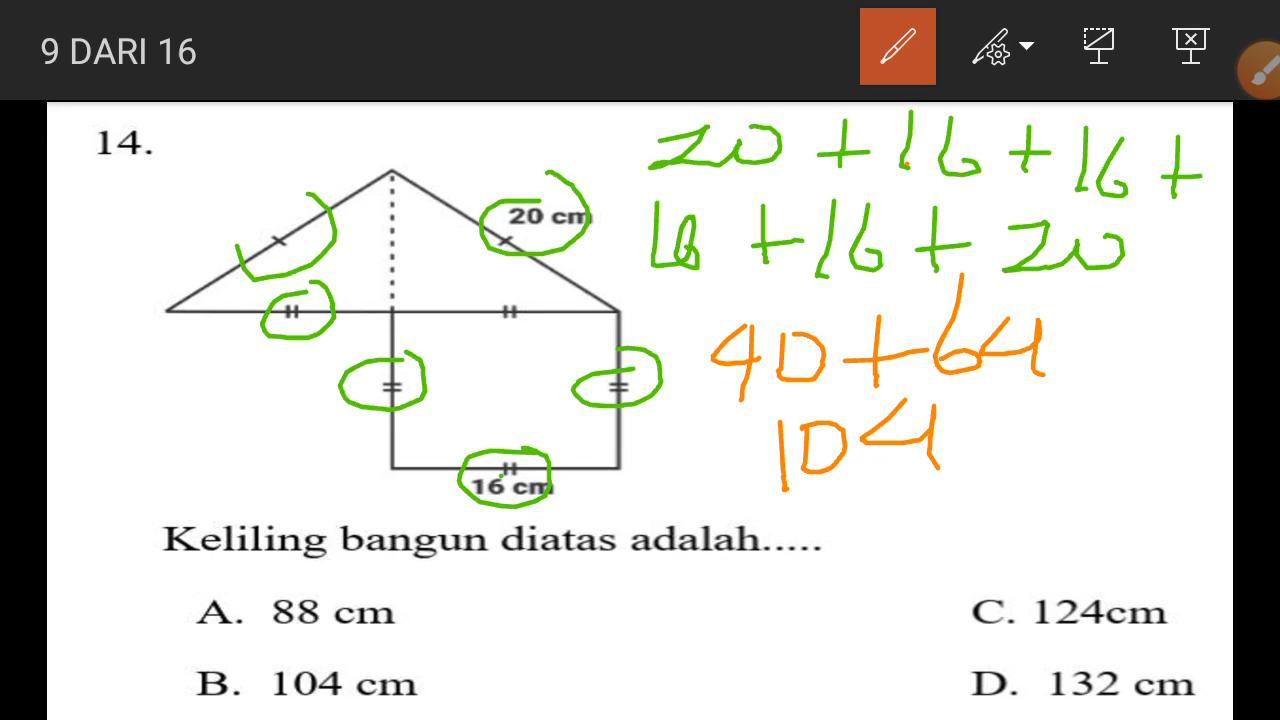 9 DARI 16
14.
20 + 16 + 16 +
16 + 16 + 20
20 cm
40 + 64
104
16 cm
Keliling bangun diatas adalah.....
A. 88 cm
C. 124cm
B. 104 cm
D. 132 cm